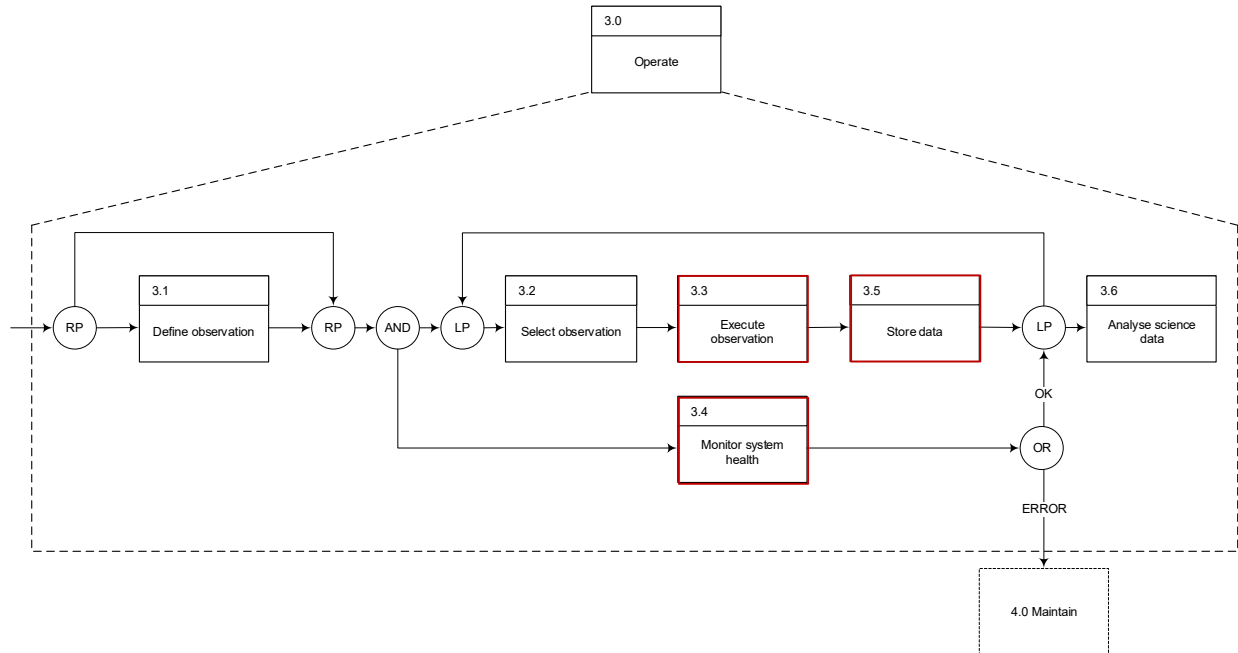 3.0
Operate
3.1
Define observation
3.2
Select observation
3.3
Execute
observation
3.5
Store data
3.6
Analyse science
data
RP
RP
AND
LP
LP
OK
3.4
Monitor system
health
OR
ERROR
4.0 Maintain